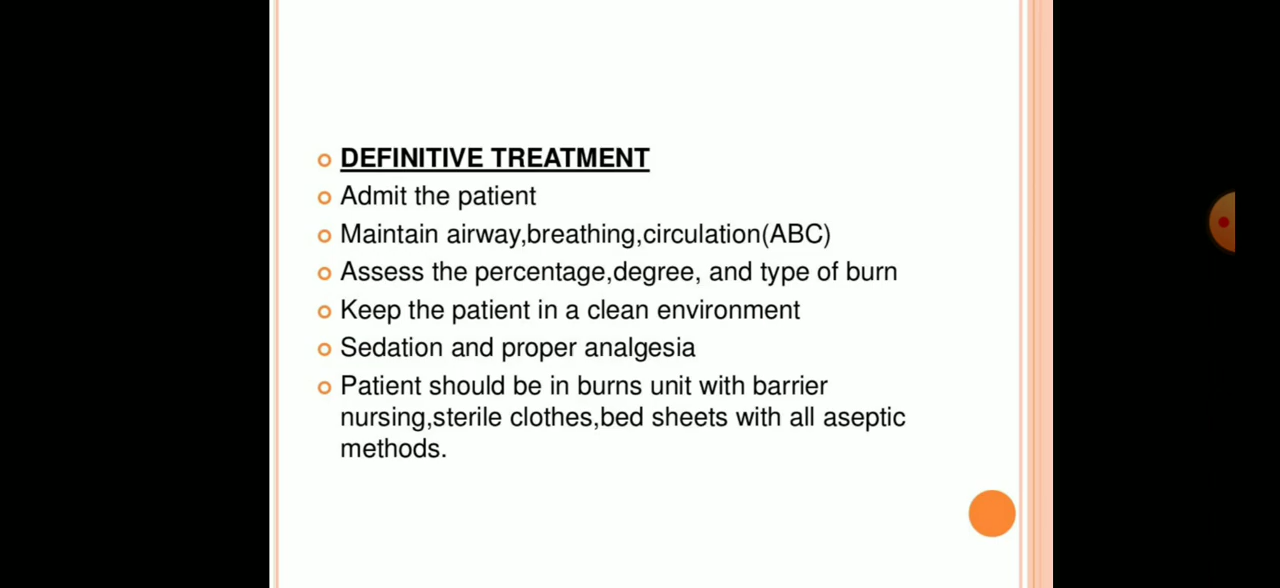 DEFINITIVE TREATMENT
Admit the patient
Maintain airway,breathing,circulation(ABC)
Assess the percentage,degree, and type of burn
Keep the patient in a clean environment
Sedation and proper analgesia
Patient should be in burns unit with barrier
nursing,sterile clothes,bed sheets with all aseptic
methods.